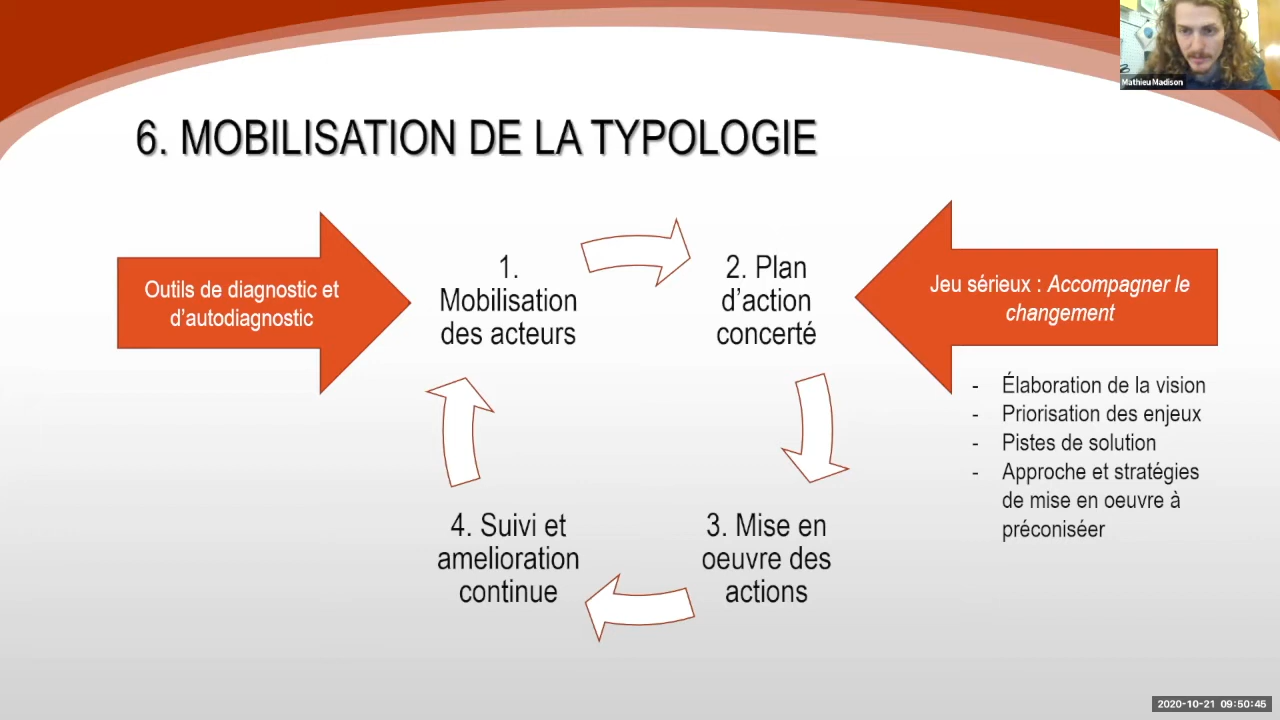 Mathieu Madison
6. MOBILISATION DE LA TYPOLOGIE
Outils de diagnostic et
d'autodiagnostic
1.
Mobilisation
des acteurs
2. Plan
d'action
concerté
Jeu sérieux : Accompagner le
changement
- Élaboration de la vision
- Priorisation des enjeux
- Pistes de solution
- Approche et stratégies
de mise en oeuvre à
préconiséer
3. Mise en
oeuvre des
actions
4. Suivi et
amelioration
continue
2020-10-21 09:50:45